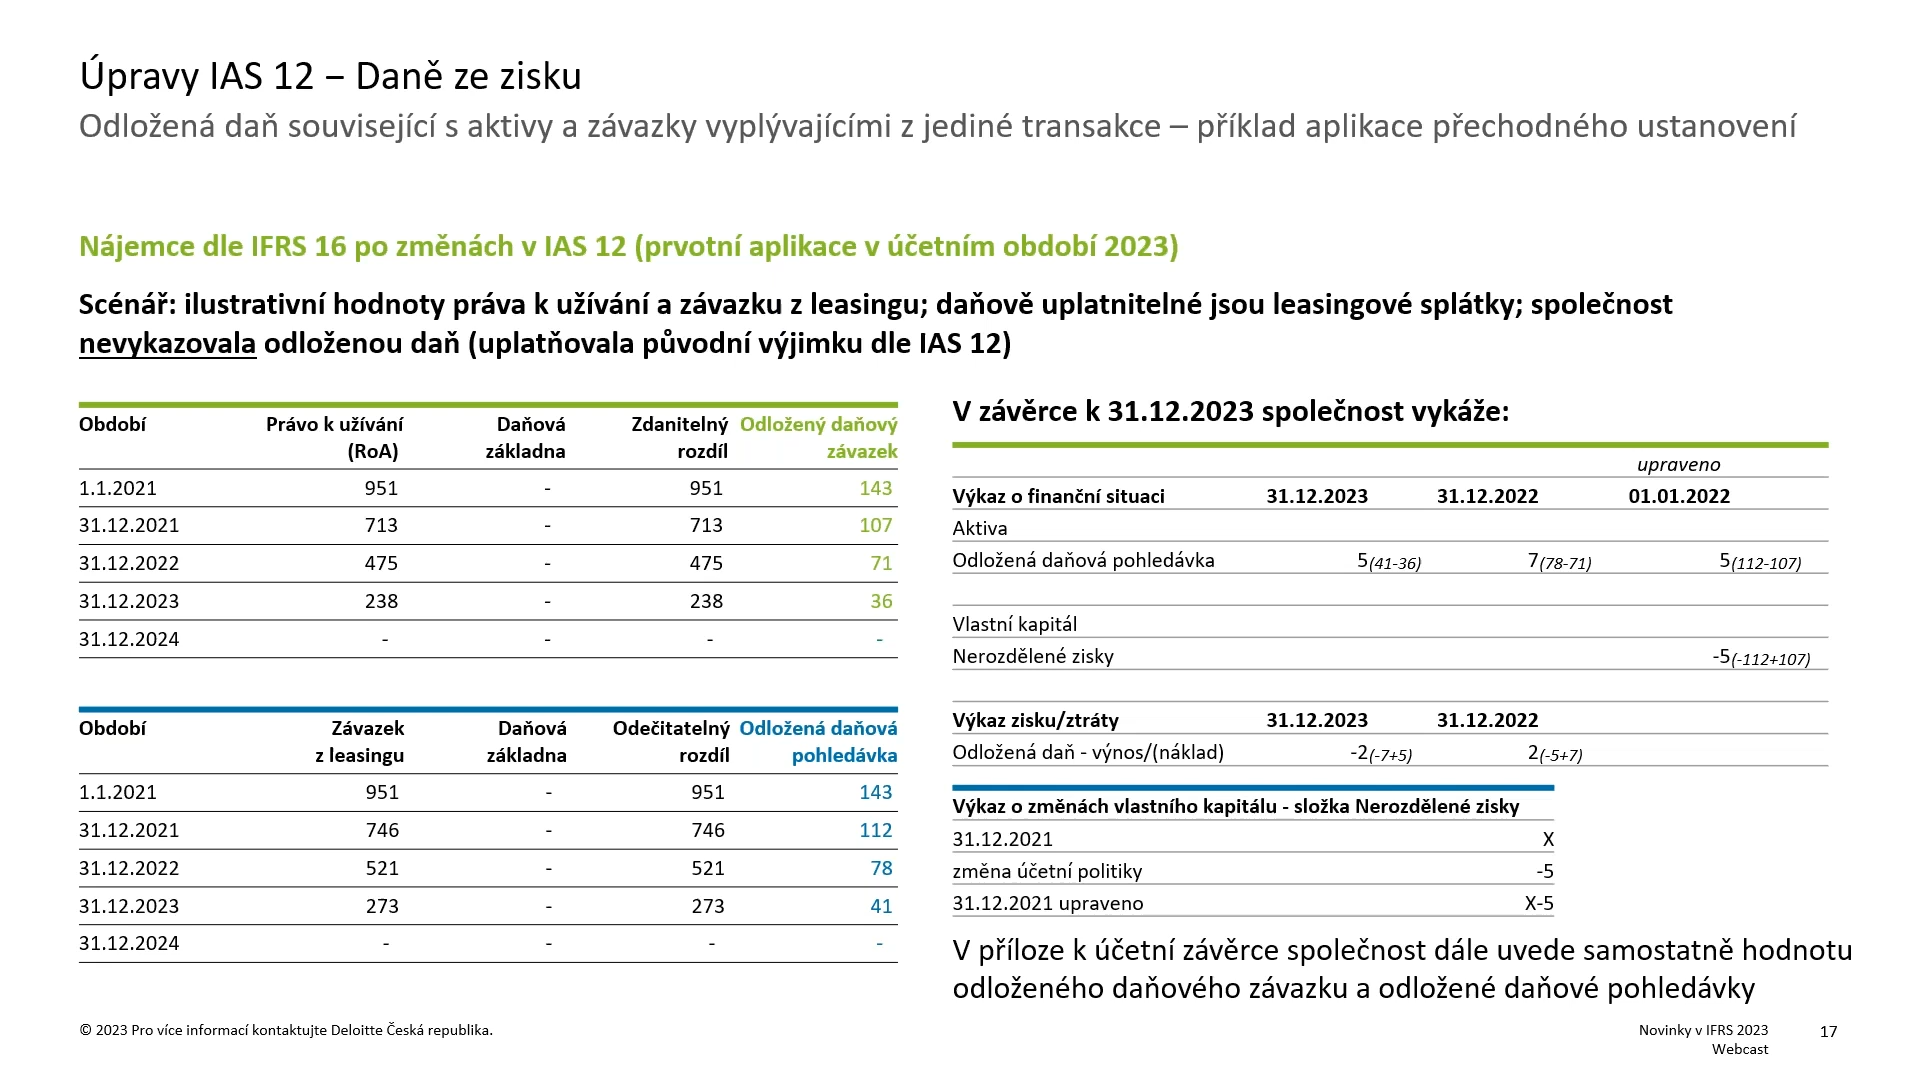 Úpravy IAS 12 – Daně ze zisku
Odložená daň související s aktivy a závazky vyplývajícími z jediné transakce – příklad aplikace přechodného ustanovení
Nájemce dle IFRS 16 po změnách v IAS 12 (prvotní aplikace v účetním období 2023)
Scénář: ilustrativní hodnoty práva k užívání a závazku z leasingu; daňově uplatnitelné jsou leasingové splátky; společnost
nevykazovala odloženou daň (uplatňovala původní výjimku dle IAS 12)
Období Právo k užívání Daňová Zdanitelný Odložený daňový
(RoA) základna rozdíl závazek
1.1.2021 951 - 951 143
31.12.2021 713 - 713 107
31.12.2022 475 - 475 71
31.12.2023 238 - 238 36
31.12.2024 - - - -
Období Závazek Daňová Odečitatelný Odložená daňová
z leasingu základna rozdíl pohledávka
1.1.2021 951 - 951 143
31.12.2021 746 - 746 112
31.12.2022 521 - 521 78
31.12.2023 273 - 273 41
31.12.2024 - - - -
V závěrce k 31.12.2023 společnost vykáže:
upraveno
Výkaz o finanční situaci 31.12.2023 31.12.2022 01.01.2022
Aktiva
Odložená daňová pohledávka 5(41-36) 7(78-71) 5(112-107)
Vlastní kapitál
Nerozdělené zisky -5(-112+107)
Výkaz zisku/ztráty 31.12.2023 31.12.2022
Odložená daň - výnos/(náklad) -2(-7+5) 2(-5+7)
Výkaz o změnách vlastního kapitálu - složka Nerozdělené zisky
31.12.2021 X
změna účetní politiky -5
31.12.2021 upraveno X-5
V příloze k účetní závěrce společnost dále uvede samostatně hodnotu
odloženého daňového závazku a odložené daňové pohledávky
© 2023 Pro více informací kontaktujte Deloitte Česká republika.
Novinky v IFRS 2023 17
Webcast